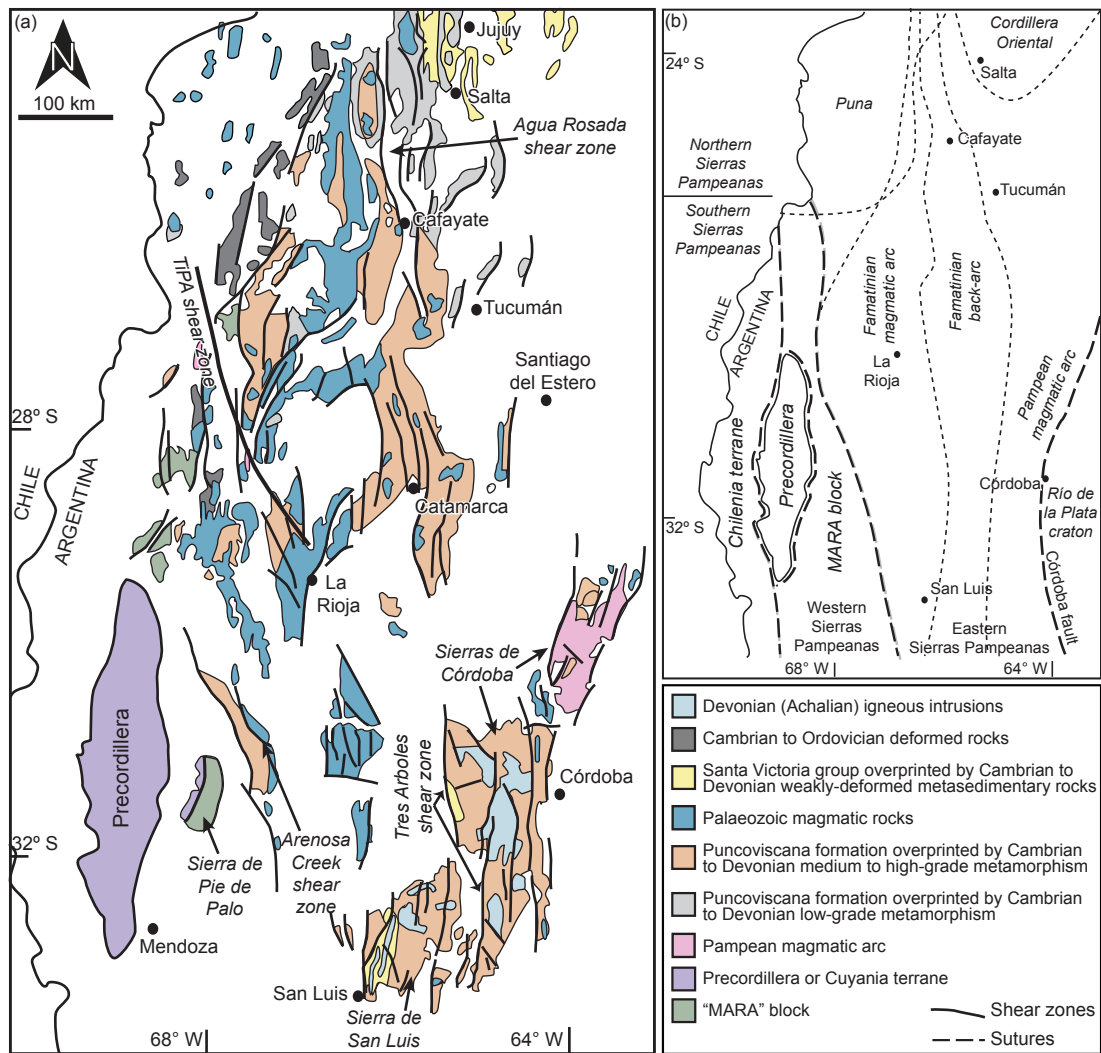 (a)
N
100 km
Jujuy
Salta
Agua Rosada
shear zone
Cafayate
Tucumán
TiPA shear zone
Santiago
del Estero
28º S
CHILE
ARGENTINA
Catamarca
La
Rioja
Sierras de
Córdoba
Precordillera
Tres Arboles
shear zone
Córdoba
32º S
Sierra de
Pie de
Palo
Arenosa
Creek
shear
zone
Mendoza
San Luis
Sierra de
San Luis
68° W
64° W
(b)
24° S
Cordillera
Oriental
Salta
Puna
Cafayate
Northern
Sierras
Pampeanas
Tucumán
Southern
Sierras
Pampeanas
CHILE
ARGENTINA
Famatinian
magmatic arc
Famatinian
back-arc
La
Rioja
Pampean
magmatic arc
Chilenia terrane
Precordillera
MARA block
Córdoba
Río de
la Plata
craton
32° S
Córdoba fault
San Luis
Western
Sierras
Pampeanas
Eastern
Sierras Pampeanas
68° W
64° W
Devonian (Achalian) igneous intrusions
Cambrian to Ordovician deformed rocks
Santa Victoria group overprinted by Cambrian to
Devonian weakly-deformed metasedimentary rocks
Palaeozoic magmatic rocks
Puncoviscana formation overprinted by Cambrian
to Devonian medium to high-grade metamorphism
Puncoviscana formation overprinted by Cambrian
to Devonian low-grade metamorphism
Pampean magmatic arc
Precordillera or Cuyania terrane
“MARA” block
Shear zones
Sutures